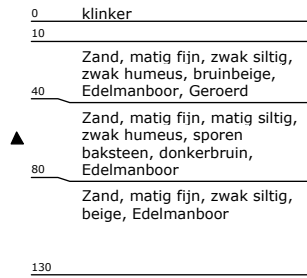 0 klinker
10
Zand, matig fijn, zwak siltig,
zwak humeus, bruinbeige,
Edelmanboor, Geroerd
40
Zand, matig fijn, matig siltig,
zwak humeus, sporen
baksteen, donkerbruin,
Edelmanboor
80
Zand, matig fijn, zwak siltig,
beige, Edelmanboor
130